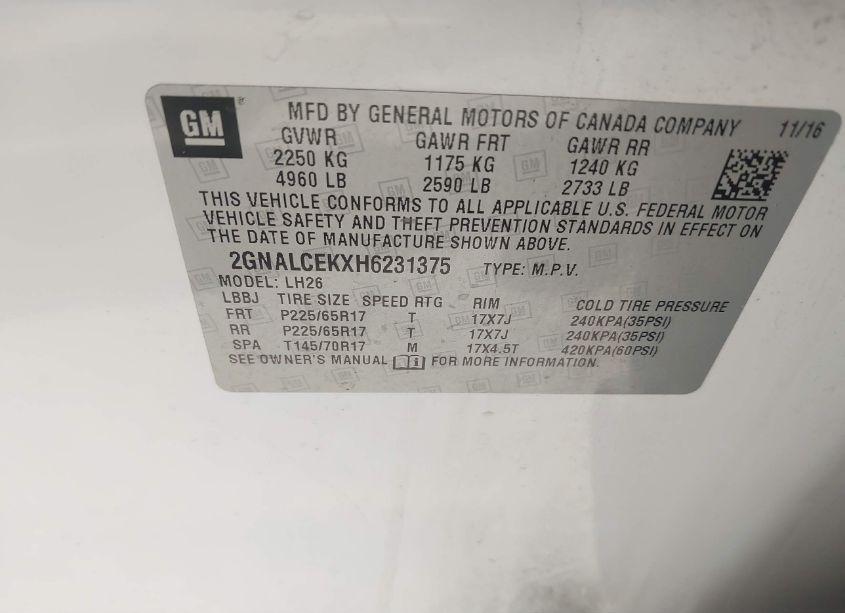 GM
MFD BY GENERAL MOTORS OF CANADA COMPANY 11/16
GVWR GAWR FRT GAWR RR
2250 KG 1175 KG 1240 KG
4960 LB 2590 LB 2733 LB
THIS VEHICLE CONFORMS TO ALL APPLICABLE U.S. FEDERAL MOTOR
VEHICLE SAFETY AND THEFT PREVENTION STANDARDS IN EFFECT ON
THE DATE OF MANUFACTURE SHOWN ABOVE.
2GNALCEKXH6231375 TYPE: M.P.V.
MODEL: LH26
LBBJ TIRE SIZE SPEED RTG RIM COLD TIRE PRESSURE
FRT P225/65R17 T 17X7J 240KPA(35PSI)
RR P225/65R17 T 17X7J 240KPA(35PSI)
SPA T145/70R17 M 17X4.5T 420KPA(60PSI)
SEE OWNER'S MANUAL FOR MORE INFORMATION.